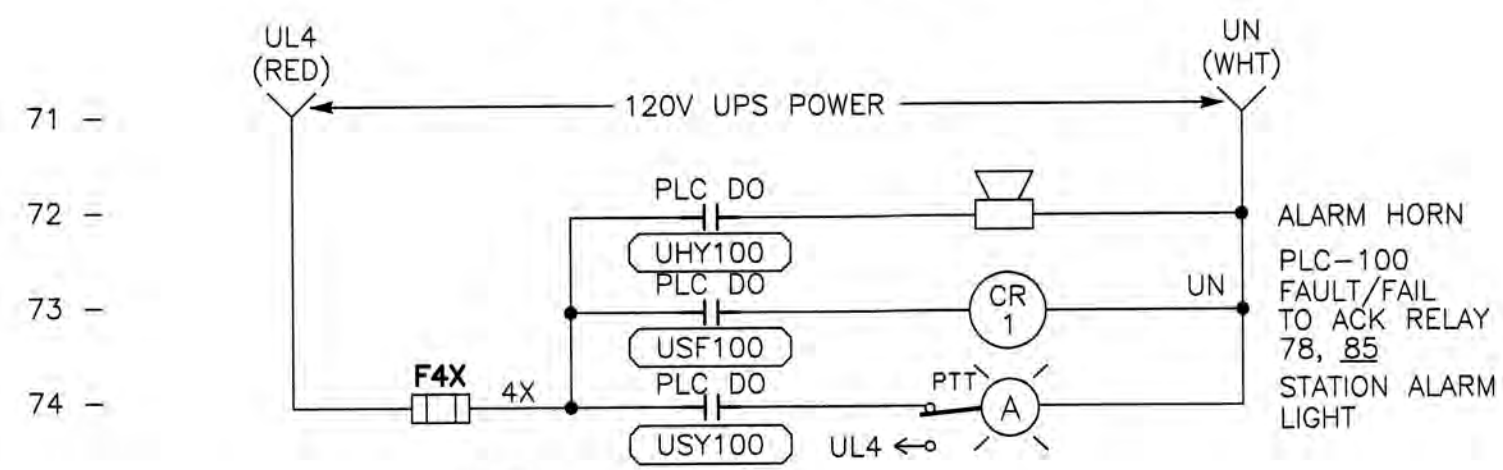 UL4
(RED)
UN
(WHT)
71 –
120V UPS POWER
72 –
PLC DO
UHY100
ALARM HORN
73 –
PLC DO
USF100
CR
1
UN
PLC-100
FAULT/FAIL
TO ACK RELAY
78, 85
74 –
F4X
4X
PLC DO
USY100
PTT
UL4
A
STATION ALARM
LIGHT